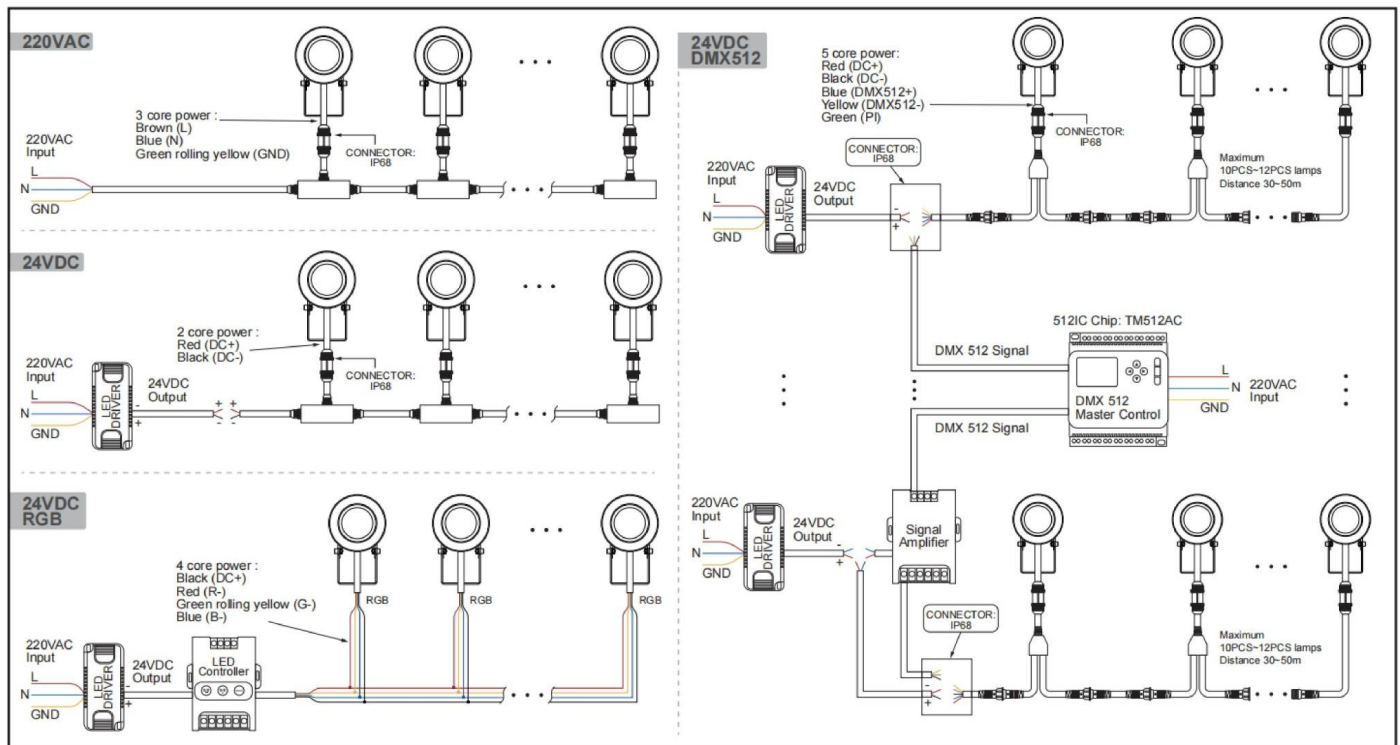 220VAC
3 core power :
Brown (L)
Blue (N)
Green rolling yellow (GND)
CONNECTOR:
IP68
220VAC
Input
L
N
GND
24VDC
2 core power :
Red (DC+)
Black (DC-)
CONNECTOR:
IP68
220VAC
Input
L
N
GND
LED
DRIVER
24VDC
Output
-
+
+ +
- -
24VDC
RGB
4 core power :
Black (DC+)
Red (R-)
Green rolling yellow (G-)
Blue (B-)
RGB
RGB
RGB
220VAC
Input
L
N
GND
LED
DRIVER
24VDC
Output
-
+
LED
Controller
24VDC
DMX512
5 core power:
Red (DC+)
Black (DC-)
Blue (DMX512+)
Yellow (DMX512-)
Green (PI)
CONNECTOR:
IP68
CONNECTOR:
IP68
220VAC
Input
L
N
GND
LED
DRIVER
24VDC
Output
-
+
Maximum
10PCS~12PCS lamps
Distance 30~50m
512IC Chip: TM512AC
DMX 512 Signal
DMX 512
Master Control
L
N
GND
220VAC
Input
DMX 512 Signal
220VAC
Input
L
N
GND
LED
DRIVER
24VDC
Output
-
+
Signal
Amplifier
CONNECTOR:
IP68
-
+
Maximum
10PCS~12PCS lamps
Distance 30~50m